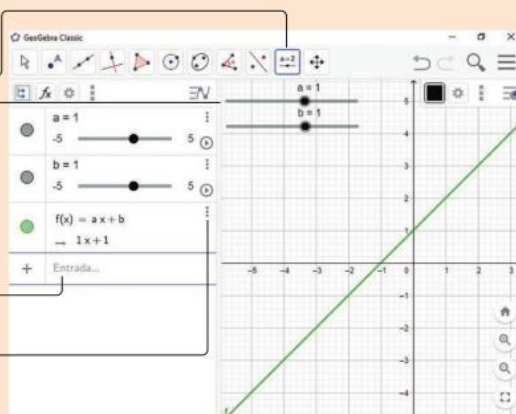 GeoGebra Classic
a=2
a = 1
-5 5
b = 1
-5 5
f(x) = a x + b
→ 1 x + 1
+ Entrada...
a = 1
b = 1
5
4
3
2
1
-5 -4 -3 -2 -1 0 1 2 3
-1
-2
-3
-4
f